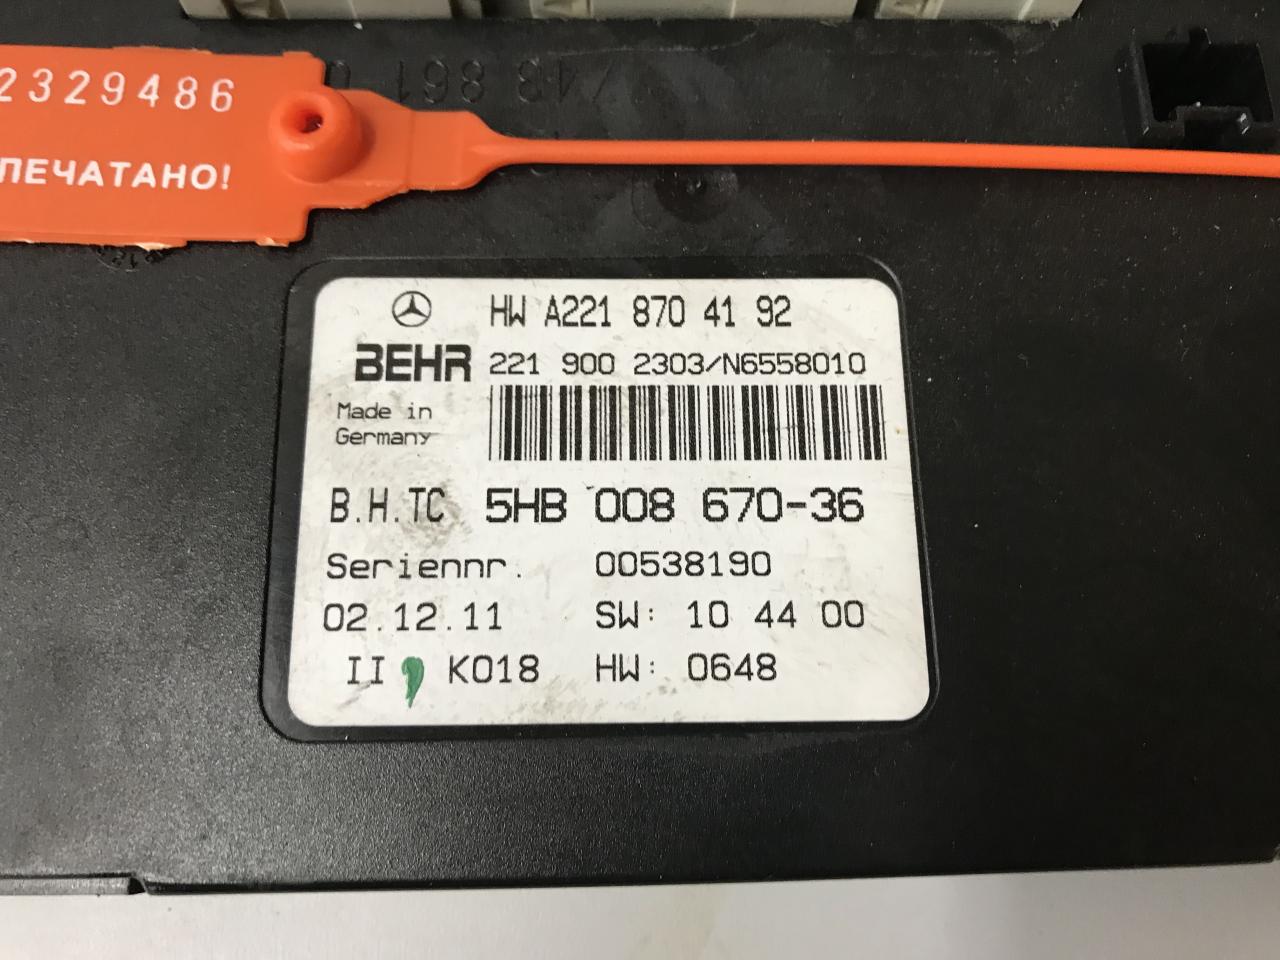 2329486
ПЕЧАТАНО!
HW A221 870 41 92
BEHR 221 900 2303/N6558010
Made in
Germany
B.H.TC 5HB 008 670-36
Seriennr. 00538190
02.12.11 SW: 10 44 00
II K018 HW: 0648